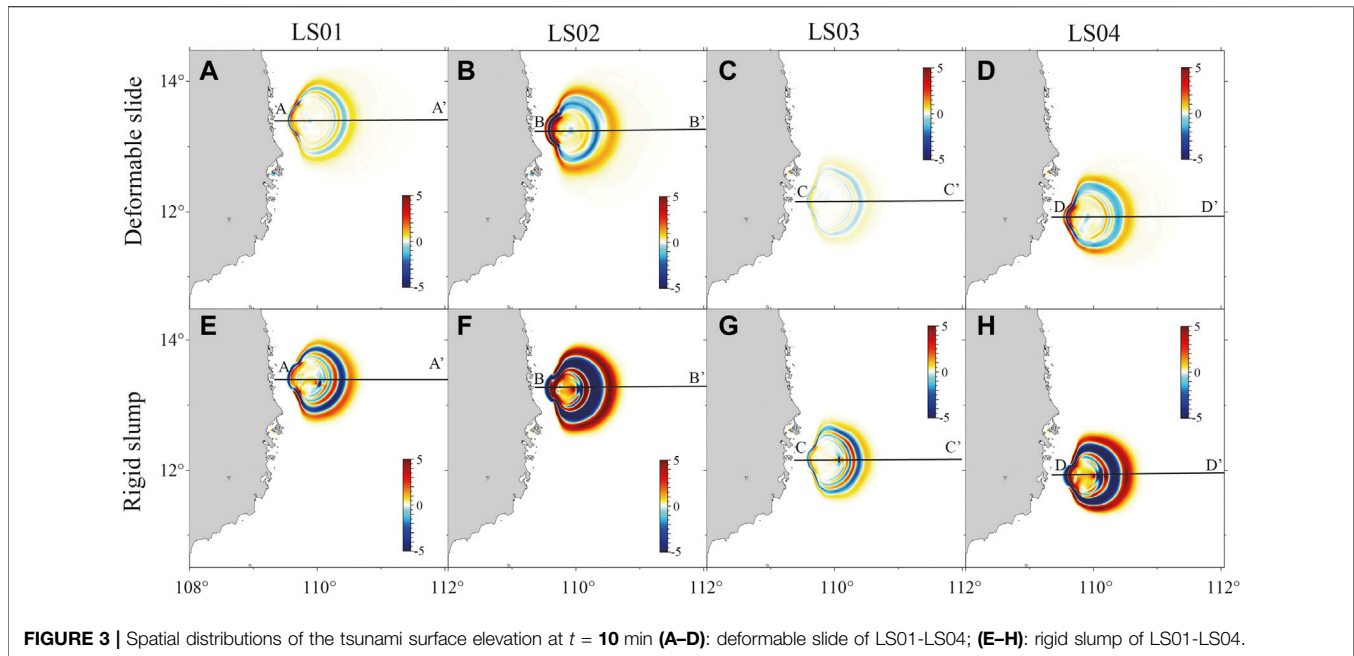 LS01 LS02 LS03 LS04
Deformable slide
14°
12°
A
A A'
5
0
-5
B
B B'
5
0
-5
C
5
0
-5
C C'
D
5
0
-5
D D'
Rigid slump
14°
12°
E
A A'
5
0
-5
F
B B'
5
0
-5
G
5
0
-5
C C'
H
5
0
-5
D D'
108° 110° 112° 110° 112° 110° 112° 110° 112°
FIGURE 3 | Spatial distributions of the tsunami surface elevation at t = 10 min (A–D): deformable slide of LS01-LS04; (E–H): rigid slump of LS01-LS04.